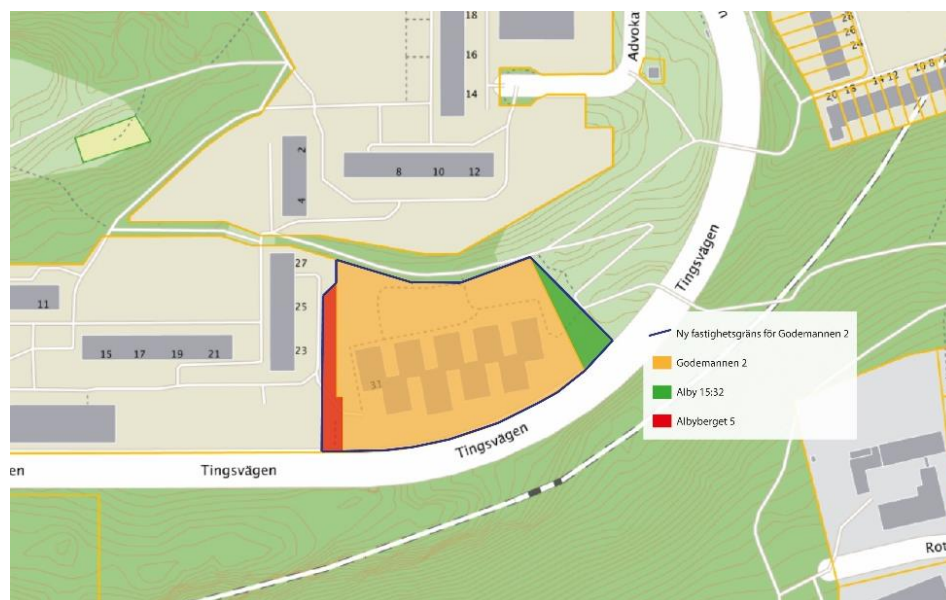 18
16
14
Advokat
28
26
24
20 18 14 12 10 8
2
4
8 10 12
27
25
23
11
15 17 19 21
31
Tingsvägen
Tingsvägen
Tingsvägen
Ny fastighetsgräns för Godemannen 2
Godemannen 2
Alby 15:32
Albyberget 5
en
Rot